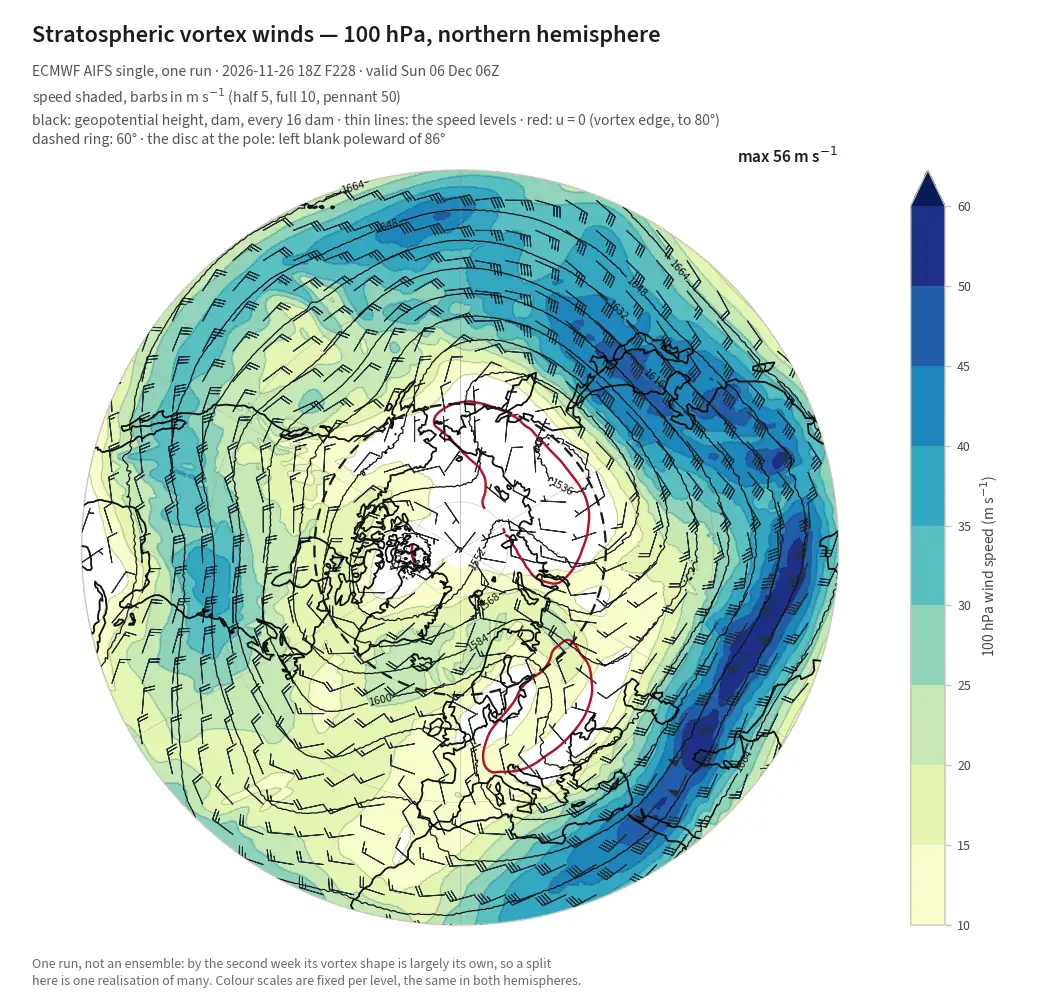 Stratospheric vortex winds — 100 hPa, northern hemisphere
ECMWF AIFS single, one run · 2026-11-26 18Z F228 · valid Sun 06 Dec 06Z
speed shaded, barbs in m s⁻¹ (half 5, full 10, pennant 50)
black: geopotential height, dam, every 16 dam · thin lines: the speed levels · red: u = 0 (vortex edge, to 80°)
dashed ring: 60° · the disc at the pole: left blank poleward of 86°
max 56 m s⁻¹
1664
1648
1664
1648
1632
1616
1536
1552
1568
1584
1600
1664
60
50
45
40
35
30
25
20
15
10
100 hPa wind speed (m s⁻¹)
One run, not an ensemble: by the second week its vortex shape is largely its own, so a split
here is one realisation of many. Colour scales are fixed per level, the same in both hemispheres.